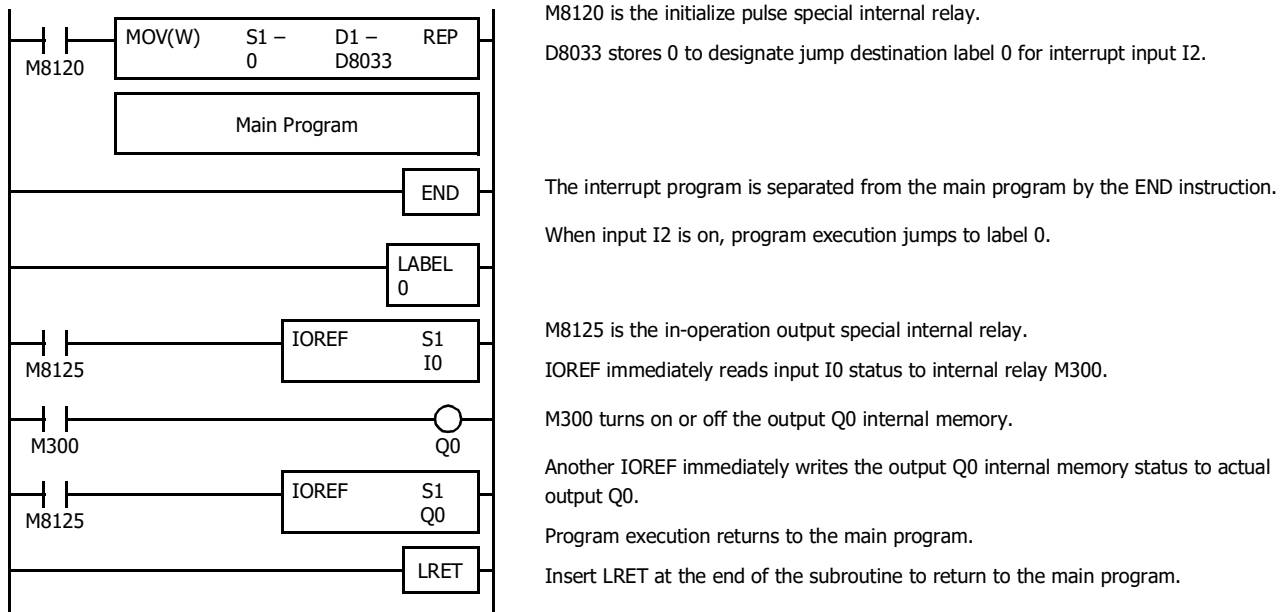 M8120 is the initialize pulse special internal relay.
MOV(W) S1 – D1 – REP
0 D8033
M8120
D8033 stores 0 to designate jump destination label 0 for interrupt input I2.
Main Program
END
The interrupt program is separated from the main program by the END instruction.
When input I2 is on, program execution jumps to label 0.
LABEL
0
M8125 is the in-operation output special internal relay.
IOREF S1
I0
M8125
IOREF immediately reads input I0 status to internal relay M300.
M300 turns on or off the output Q0 internal memory.
M300
Q0
Another IOREF immediately writes the output Q0 internal memory status to actual
output Q0.
IOREF S1
Q0
M8125
Program execution returns to the main program.
LRET
Insert LRET at the end of the subroutine to return to the main program.